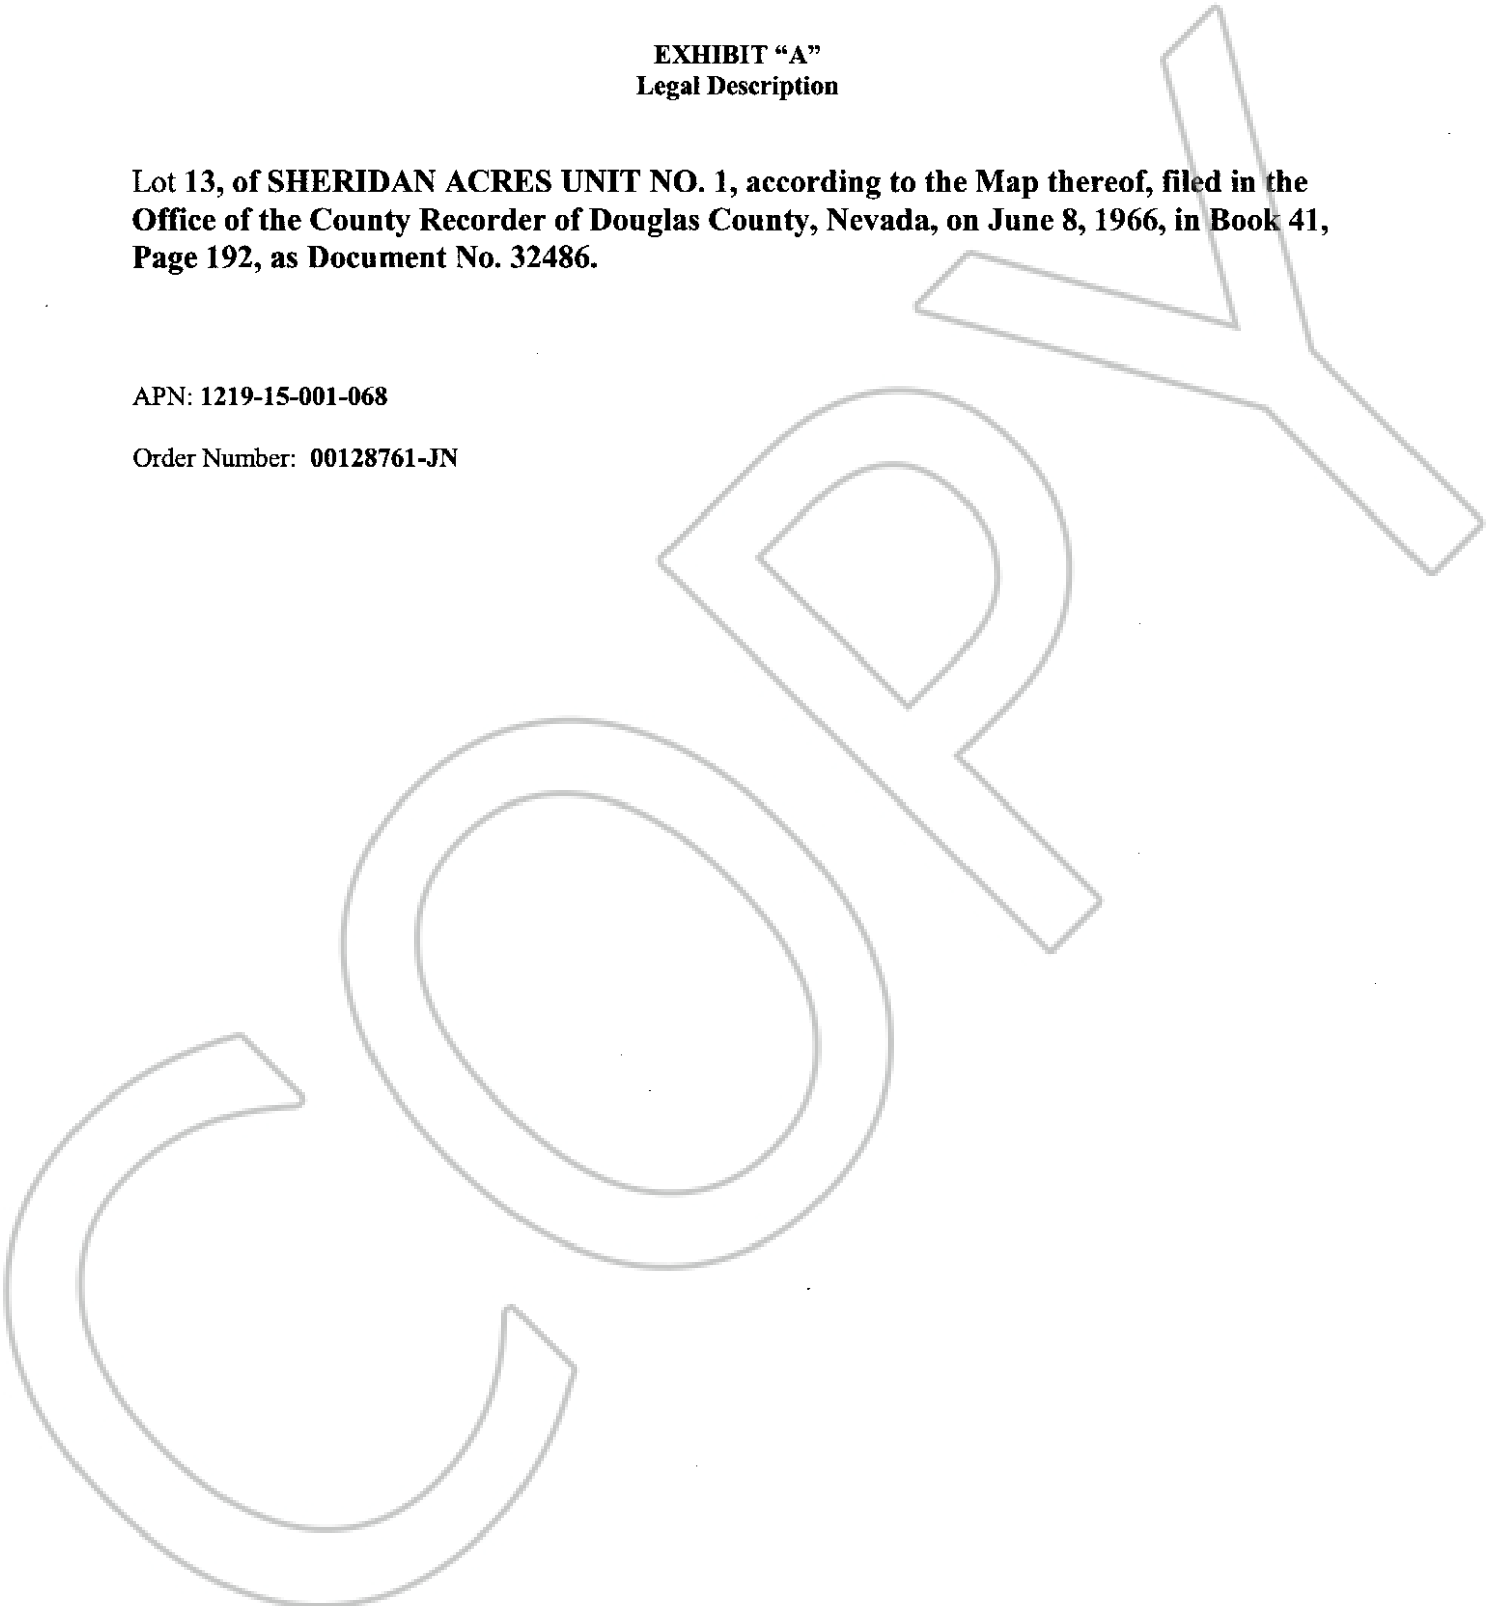 EXHIBIT “A”
Legal Description
Lot 13, of SHERIDAN ACRES UNIT NO. 1, according to the Map thereof, filed in the
Office of the County Recorder of Douglas County, Nevada, on June 8, 1966, in Book 41,
Page 192, as Document No. 32486.
APN: 1219-15-001-068
Order Number: 00128761-JN
COPY